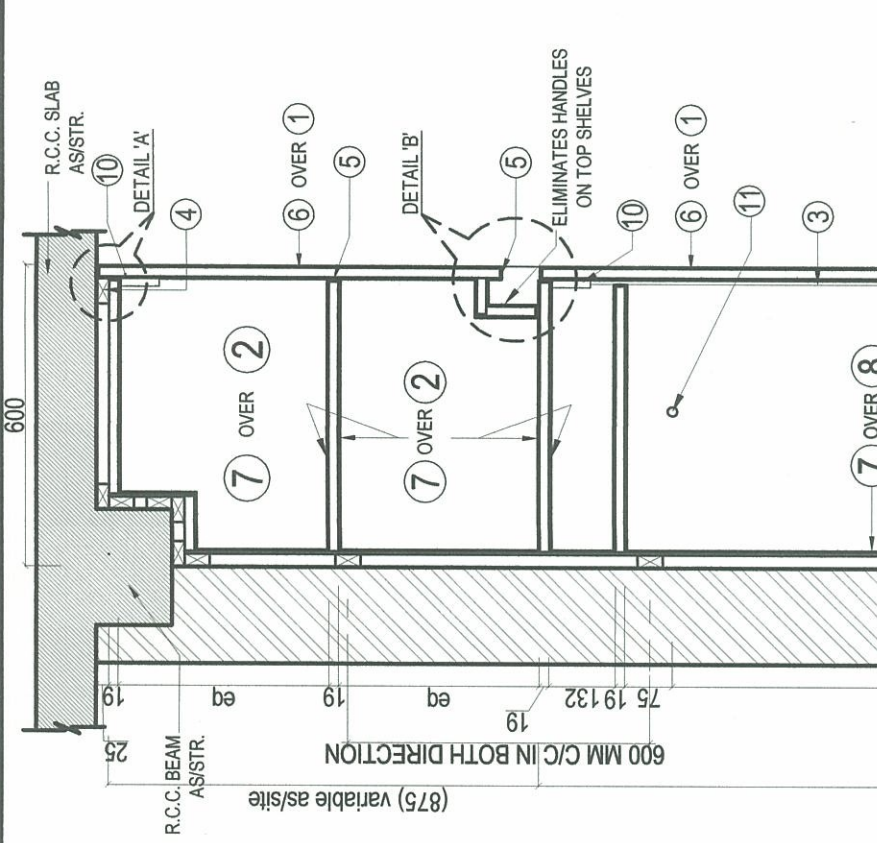 600
R.C.C. SLAB
AS/STR.
10
DETAIL 'A'
4
6 OVER 1
5
7 OVER 2
DETAIL 'B'
5
ELIMINATES HANDLES
ON TOP SHELVES
7 OVER 2
10
6 OVER 1
11
3
7 OVER 8
25
19
eq
19
eq
19
19
132
19
75
600 MM C/C IN BOTH DIRECTION
(875) variable as/site
R.C.C. BEAM
AS/STR.